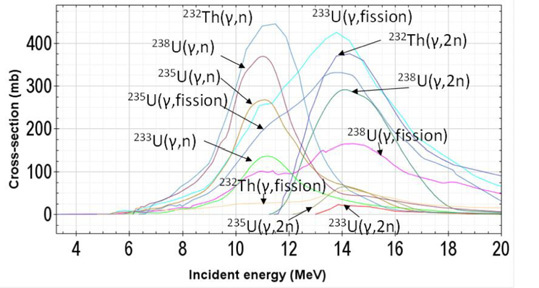 232Th(γ,n)
233U(γ,fission)
238U(γ,n)
232Th(γ,2n)
235U(γ,n)
238U(γ,2n)
235U(γ,fission)
233U(γ,n)
238U(γ,fission)
232Th(γ,fission)
235U(γ,2n)
233U(γ,2n)
Cross-section (mb)
400
300
200
100
0
4 6 8 10 12 14 16 18 20
Incident energy (MeV)